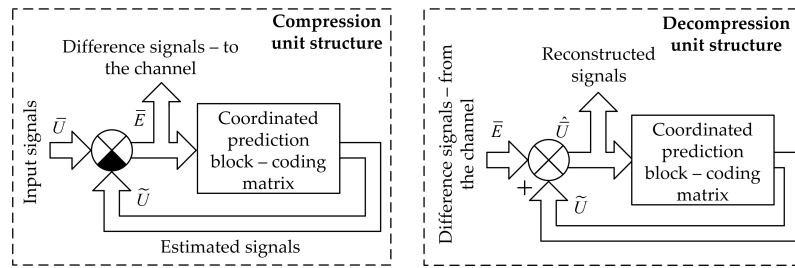 Compression
unit structure
Difference signals – to
the channel
Input signals
U̅
E̅
Coordinated
prediction
block – coding
matrix
Ũ
Estimated signals
Decompression
unit structure
Difference signals – from
the channel
Reconstructed
signals
E̅
Û̅
Coordinated
prediction
block – coding
matrix
+
Ũ